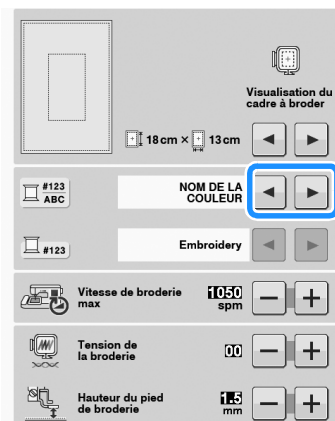 Visualisation du
cadre à broder
18 cm × 13 cm
#123
ABC
NOM DE LA
COULEUR
#123
Embroidery
Vitesse de broderie
max
1050
spm
Tension de
la broderie
00
Hauteur du pied
de broderie
1.5
mm